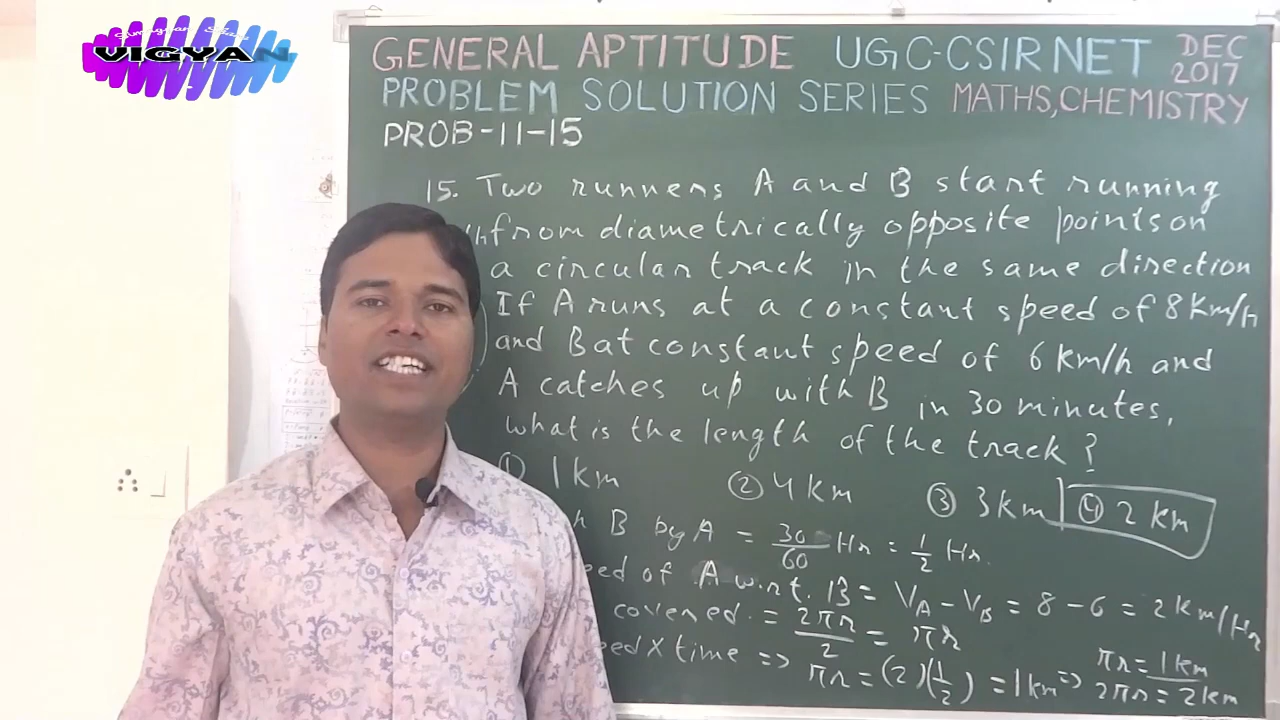 VIGYAN
GENERAL APTITUDE UGC-CSIR NET DEC 2017
PROBLEM SOLUTION SERIES MATHS, CHEMISTRY
PROB-11-15
15. Two runners A and B start running
from diametrically opposite points on
a circular track in the same direction
If A runs at a constant speed of 8 Km/h
and B at constant speed of 6 km/h and
A catches up with B in 30 minutes,
what is the length of the track?
① 1 km ② 4 km ③ 3 km ④ 2 km
h B by A = 30/60 Hr = 1/2 Hr.
eed of A w.r.t. B = V_A - V_B = 8 - 6 = 2 km/Hr
covered. = 2πr/2 = πr
eed X time => πr = (2)(1/2) = 1 km => πr = 1 km
2πr = 2 km